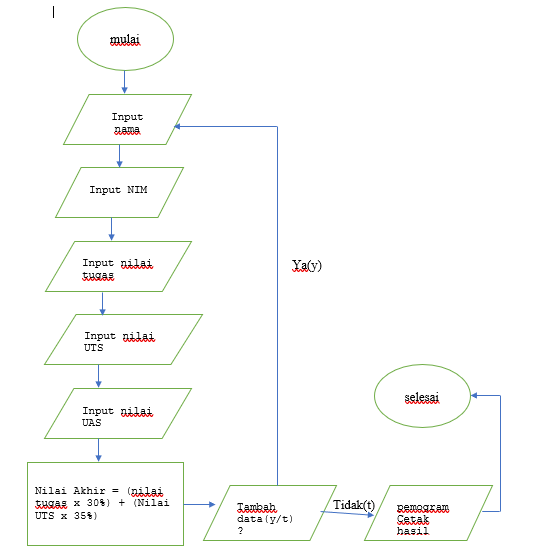 mulai
Input
nama
Input NIM
Input nilai
tugas
Ya(y)
Input nilai
UTS
Input nilai
UAS
selesai
Nilai Akhir = (nilai
tugas x 30%) + (Nilai
UTS x 35%)
Tambah
data(y/t)
?
Tidak(t)
pemogram
Cetak
hasil